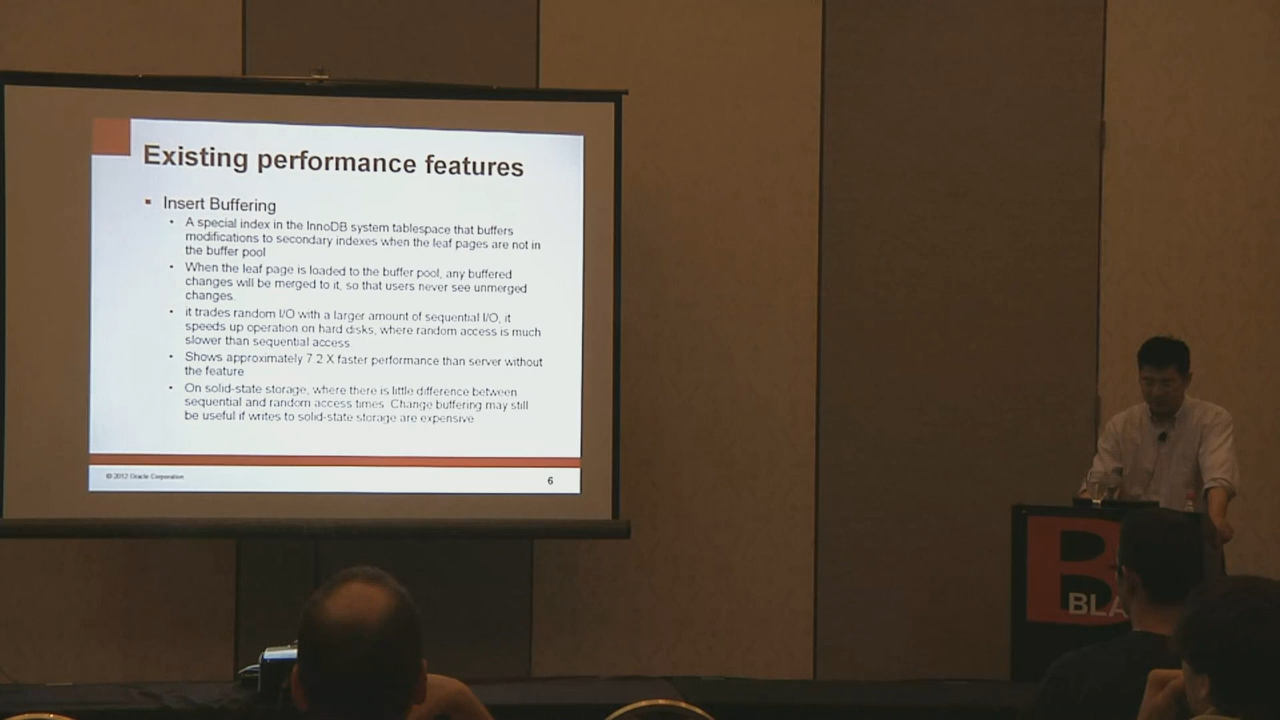 Existing performance features
Insert Buffering
A special index in the InnoDB system tablespace that buffers
modifications to secondary indexes when the leaf pages are not in
the buffer pool
When the leaf page is loaded to the buffer pool, any buffered
changes will be merged to it, so that users never see unmerged
changes.
it trades random I/O with a larger amount of sequential I/O, it
speeds up operation on hard disks, where random access is much
slower than sequential access
Shows approximately 7.2 X faster performance than server without
the feature
On solid-state storage, where there is little difference between
sequential and random access times. Change buffering may still
be useful if writes to solid-state storage are expensive
© 2012 Oracle Corporation
6
B
BLA